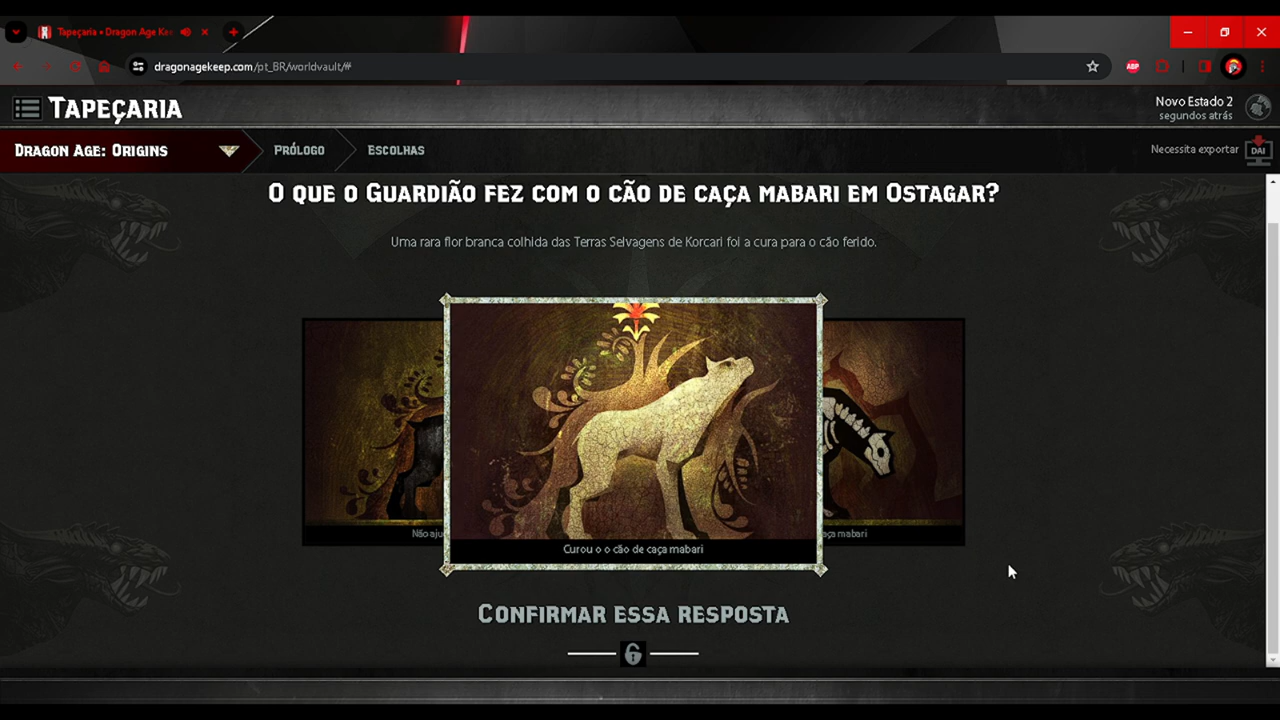 Tapeçaria • Dragon Age Ke
dragonagekeep.com/pt_BR/worldvault/#
ABP
TAPEÇARIA
Novo Estado 2
segundos atrás
DRAGON AGE: ORIGINS
PRÓLOGO
ESCOLHAS
Necessita exportar
DAI
O QUE O GUARDIÃO FEZ COM O CÃO DE CAÇA MABARI EM OSTAGAR?
Uma rara flor branca colhida das Terras Selvagens de Korcari foi a cura para o cão ferido.
Não aju
Curou o o cão de caça mabari
aça mabari
CONFIRMAR ESSA RESPOSTA